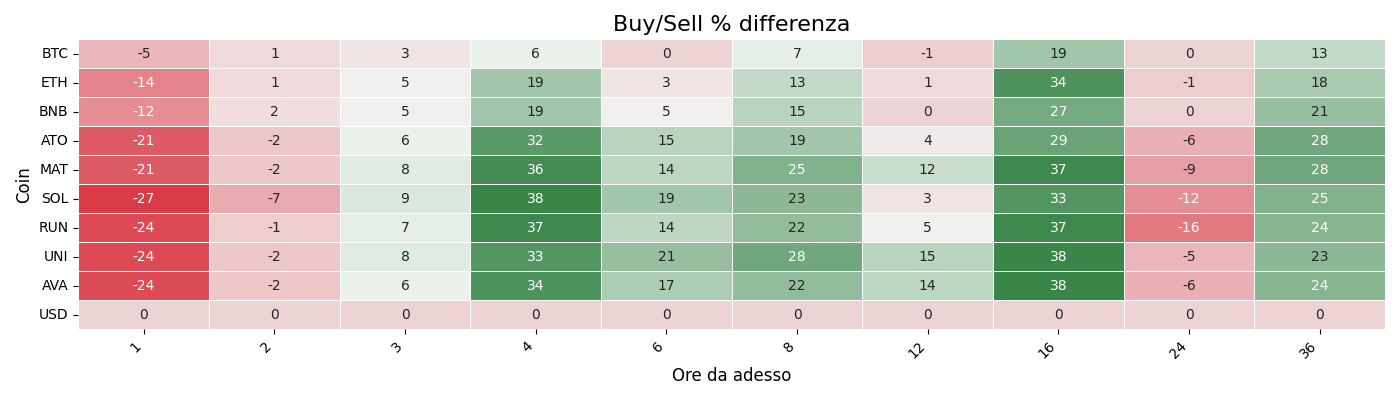 Buy/Sell % differenza
Coin
BTC -5 1 3 6 0 7 -1 19 0 13
ETH -14 1 5 19 3 13 1 34 -1 18
BNB -12 2 5 19 5 15 0 27 0 21
ATO -21 -2 6 32 15 19 4 29 -6 28
MAT -21 -2 8 36 14 25 12 37 -9 28
SOL -27 -7 9 38 19 23 3 33 -12 25
RUN -24 -1 7 37 14 22 5 37 -16 24
UNI -24 -2 8 33 21 28 15 38 -5 23
AVA -24 -2 6 34 17 22 14 38 -6 24
USD 0 0 0 0 0 0 0 0 0 0
1 2 3 4 6 8 12 16 24 36
Ore da adesso